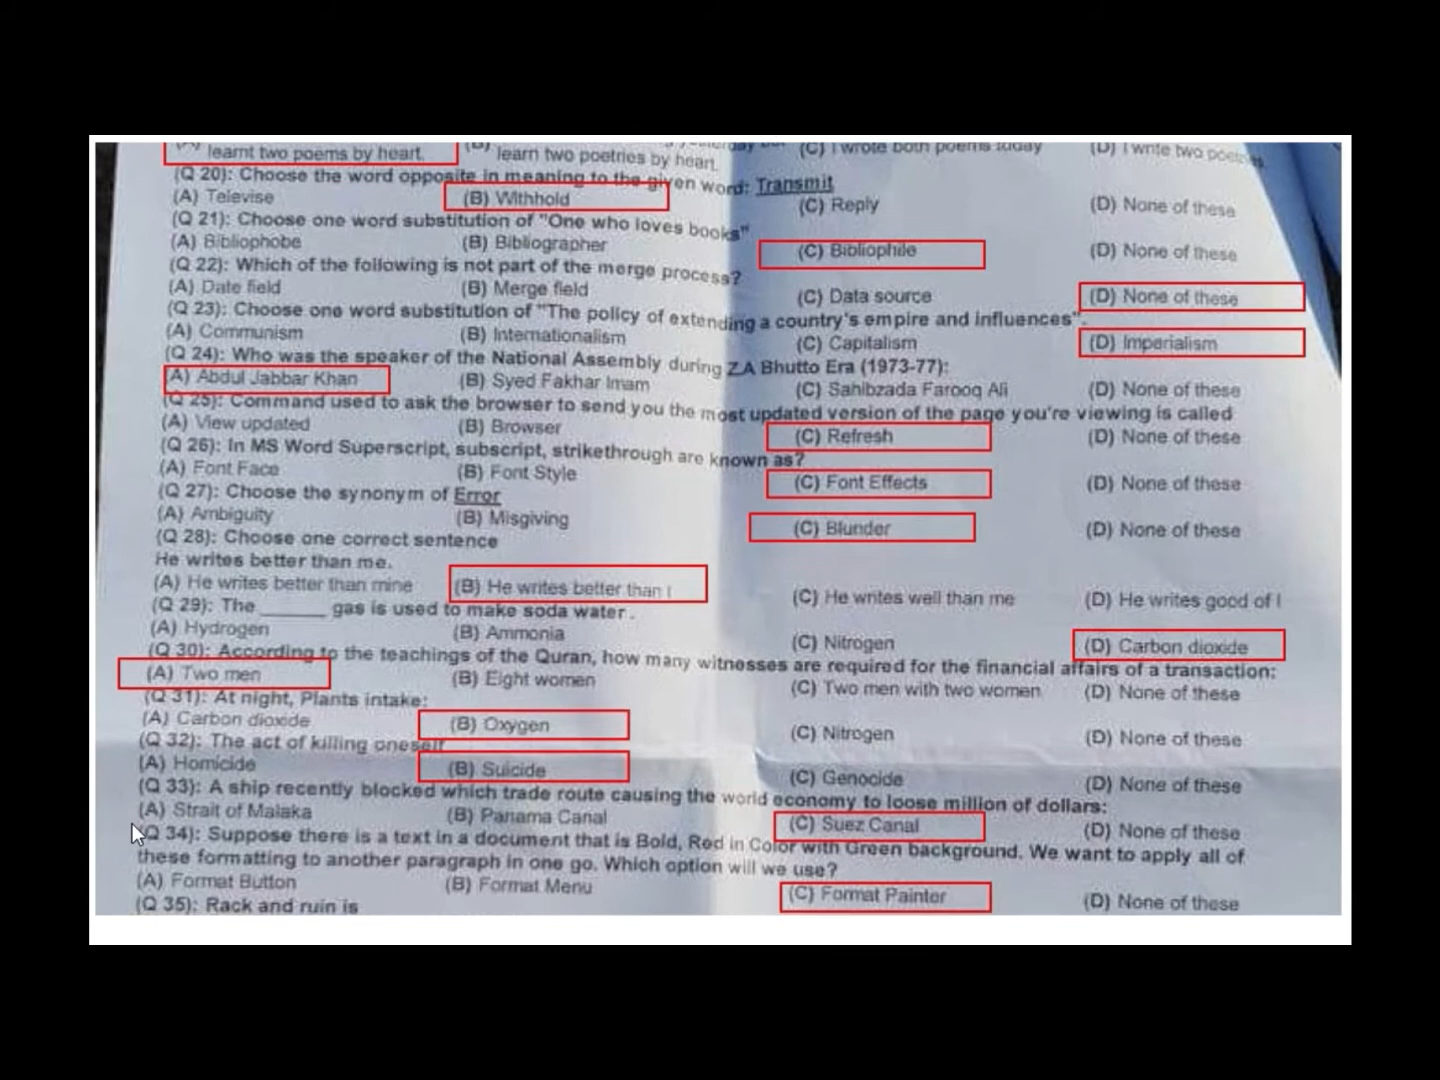 learnt two poems by heart. learn two poetries by heart. (C) I wrote both poems today (D) I write two
(Q 20): Choose the word opposite in meaning to the given word: Transmit
(A) Televise (B) Withhold (C) Reply (D) None of these
(Q 21): Choose one word substitution of "One who loves books"
(A) Bibliophobe (B) Bibliographer (C) Bibliophile (D) None of these
(Q 22): Which of the following is not part of the merge process?
(A) Date field (B) Merge field (C) Data source (D) None of these
(Q 23): Choose one word substitution of "The policy of extending a country's empire and influences".
(A) Communism (B) Internationalism (C) Capitalism (D) Imperialism
(Q 24): Who was the speaker of the National Assembly during ZA Bhutto Era (1973-77):
(A) Abdul Jabbar Khan (B) Syed Fakhar Imam (C) Sahibzada Farooq Ali (D) None of these
(Q 25): Command used to ask the browser to send you the most updated version of the page you're viewing is called
(A) View updated (B) Browser (C) Refresh (D) None of these
(Q 26): In MS Word Superscript, subscript, strikethrough are known as?
(A) Font Face (B) Font Style (C) Font Effects (D) None of these
(Q 27): Choose the synonym of Error
(A) Ambiguity (B) Misgiving (C) Blunder (D) None of these
(Q 28): Choose one correct sentence
He writes better than me.
(A) He writes better than mine (B) He writes better than I (C) He writes well than me (D) He writes good of I
(Q 29): The ______ gas is used to make soda water.
(A) Hydrogen (B) Ammonia (C) Nitrogen (D) Carbon dioxide
(Q 30): According to the teachings of the Quran, how many witnesses are required for the financial affairs of a transaction:
(A) Two men (B) Eight women (C) Two men with two women (D) None of these
(Q 31): At night, Plants intake:
(A) Carbon dioxide (B) Oxygen (C) Nitrogen (D) None of these
(Q 32): The act of killing oneself
(A) Homicide (B) Suicide (C) Genocide (D) None of these
(Q 33): A ship recently blocked which trade route causing the world economy to loose million of dollars:
(A) Strait of Malaka (B) Panama Canal (C) Suez Canal (D) None of these
(Q 34): Suppose there is a text in a document that is Bold, Red in Color with Green background. We want to apply all of
these formatting to another paragraph in one go. Which option will we use?
(A) Format Button (B) Format Menu (C) Format Painter (D) None of these
(Q 35): Rack and ruin is